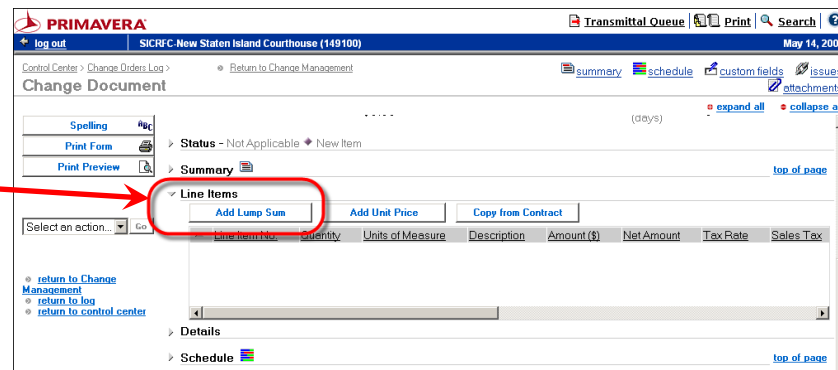 PRIMAVERA
Transmittal Queue Print Search
log out SICRFC-New Staten Island Courthouse (149100) May 14, 200
Control Center > Change Orders Log > Return to Change Management
Change Document
summary schedule custom fields issues
attachments
expand all collapse a
(days)
Spelling
Print Form
Print Preview
Select an action... Go
return to Change Management
return to log
return to control center
Status - Not Applicable New Item
Summary top of page
Line Items
Add Lump Sum Add Unit Price Copy from Contract
Line Item No. Quantity Units of Measure Description Amount ($) Net Amount Tax Rate Sales Tax
Details
Schedule top of page